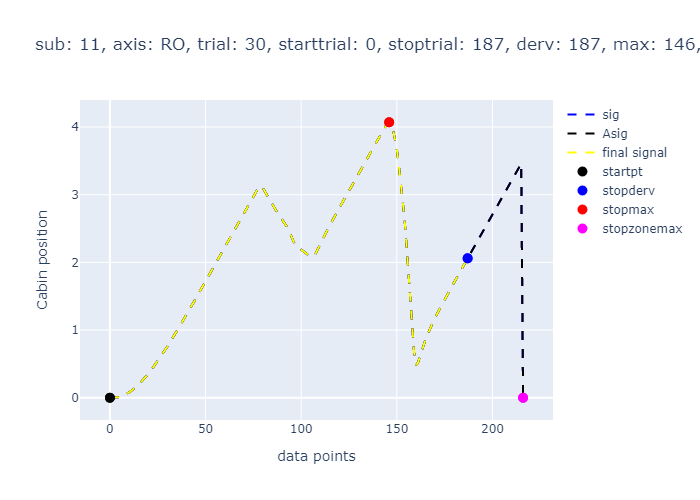 sub: 11, axis: RO, trial: 30, starttrial: 0, stoptrial: 187, derv: 187, max: 146,
sig
Asig
final signal
startpt
stopderv
stopmax
stopzonemax
Cabin position
4
3
2
1
0
0 50 100 150 200
data points